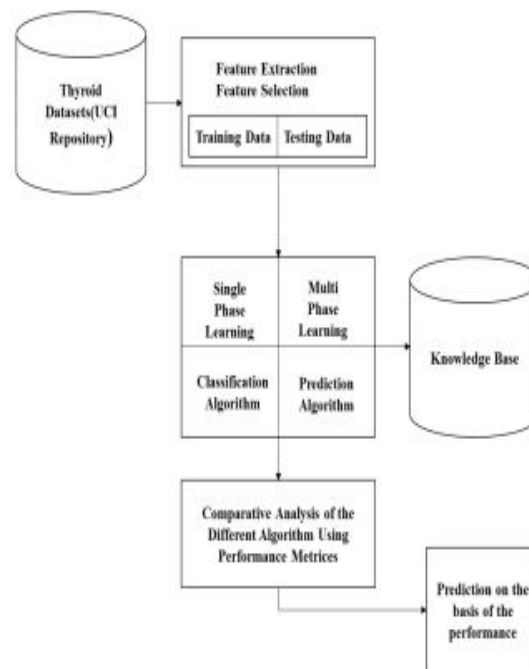 Thyroid
Datasets(UCI
Repository)
Feature Extraction
Feature Selection
Training Data
Testing Data
Single
Phase
Learning
Multi
Phase
Learning
Classification
Algorithm
Prediction
Algorithm
Knowledge Base
Comparative Analysis of the
Different Algorithm Using
Performance Metrices
Prediction on the
basis of the
performance